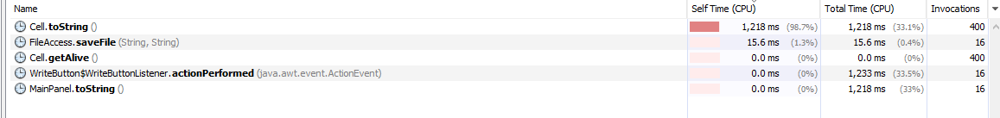 Name Self Time (CPU) Total Time (CPU) Invocations
Cell.toString () 1,218 ms (98.7%) 1,218 ms (33.1%) 400
FileAccess.saveFile (String, String) 15.6 ms (1.3%) 15.6 ms (0.4%) 16
Cell.getAlive () 0.0 ms (0%) 0.0 ms (0%) 400
WriteButton$WriteButtonListener.actionPerformed (java.awt.event.ActionEvent) 0.0 ms (0%) 1,233 ms (33.5%) 16
MainPanel.toString () 0.0 ms (0%) 1,218 ms (33%) 16